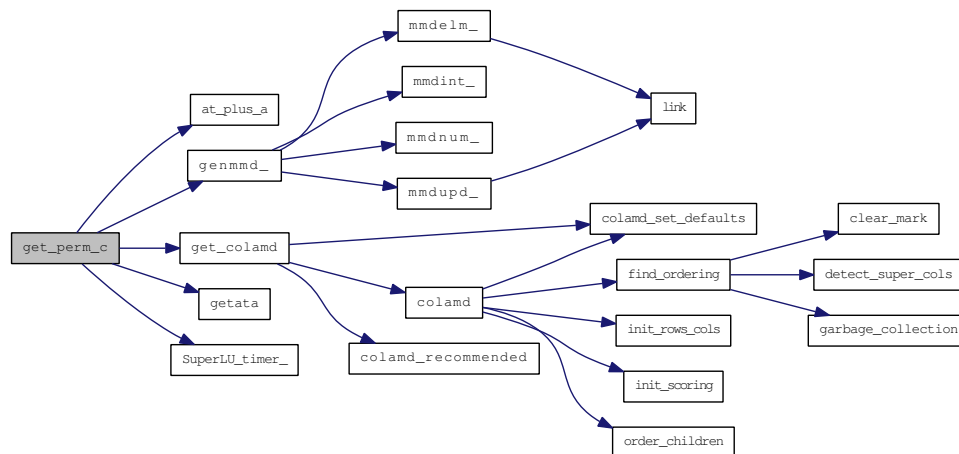 mmdelm_
mmdint_
at_plus_a
link
mmdnum_
genmmd_
mmdupd_
colamd_set_defaults
clear_mark
get_perm_c
get_colamd
find_ordering
detect_super_cols
getata
colamd
init_rows_cols
garbage_collection
SuperLU_timer_
colamd_recommended
init_scoring
order_children